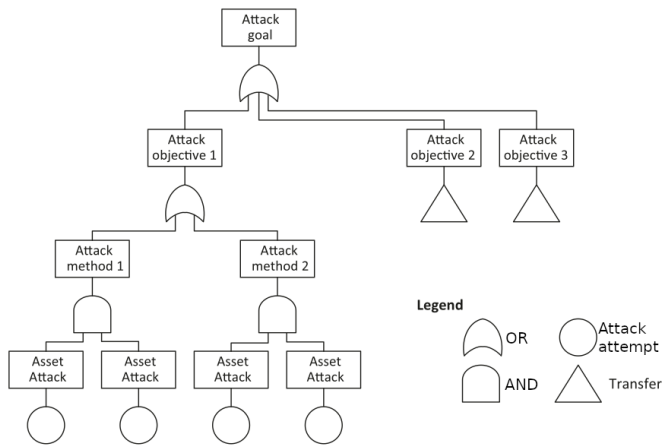 Attack
goal
Attack
objective 1
Attack
objective 2
Attack
objective 3
Attack
method 1
Attack
method 2
Asset
Attack
Asset
Attack
Asset
Attack
Asset
Attack
Legend
OR
Attack
attempt
AND
Transfer